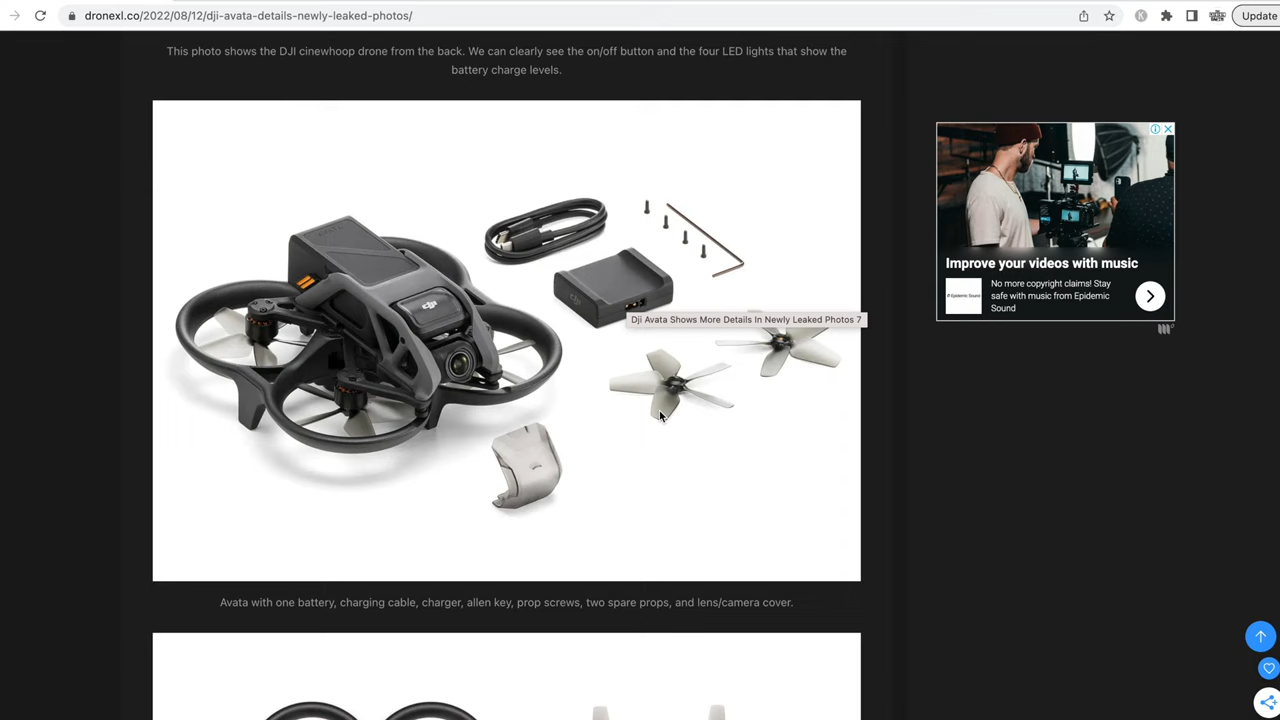 dronexl.co/2022/08/12/dji-avata-details-newly-leaked-photos/
K
Update
This photo shows the DJI cinewhoop drone from the back. We can clearly see the on/off button and the four LED lights that show the
battery charge levels.
dji
Dji Avata Shows More Details In Newly Leaked Photos 7
Improve your videos with music
Epidemic Sound
No more copyright claims! Stay
safe with music from Epidemic
Sound
Avata with one battery, charging cable, charger, allen key, prop screws, two spare props, and lens/camera cover.